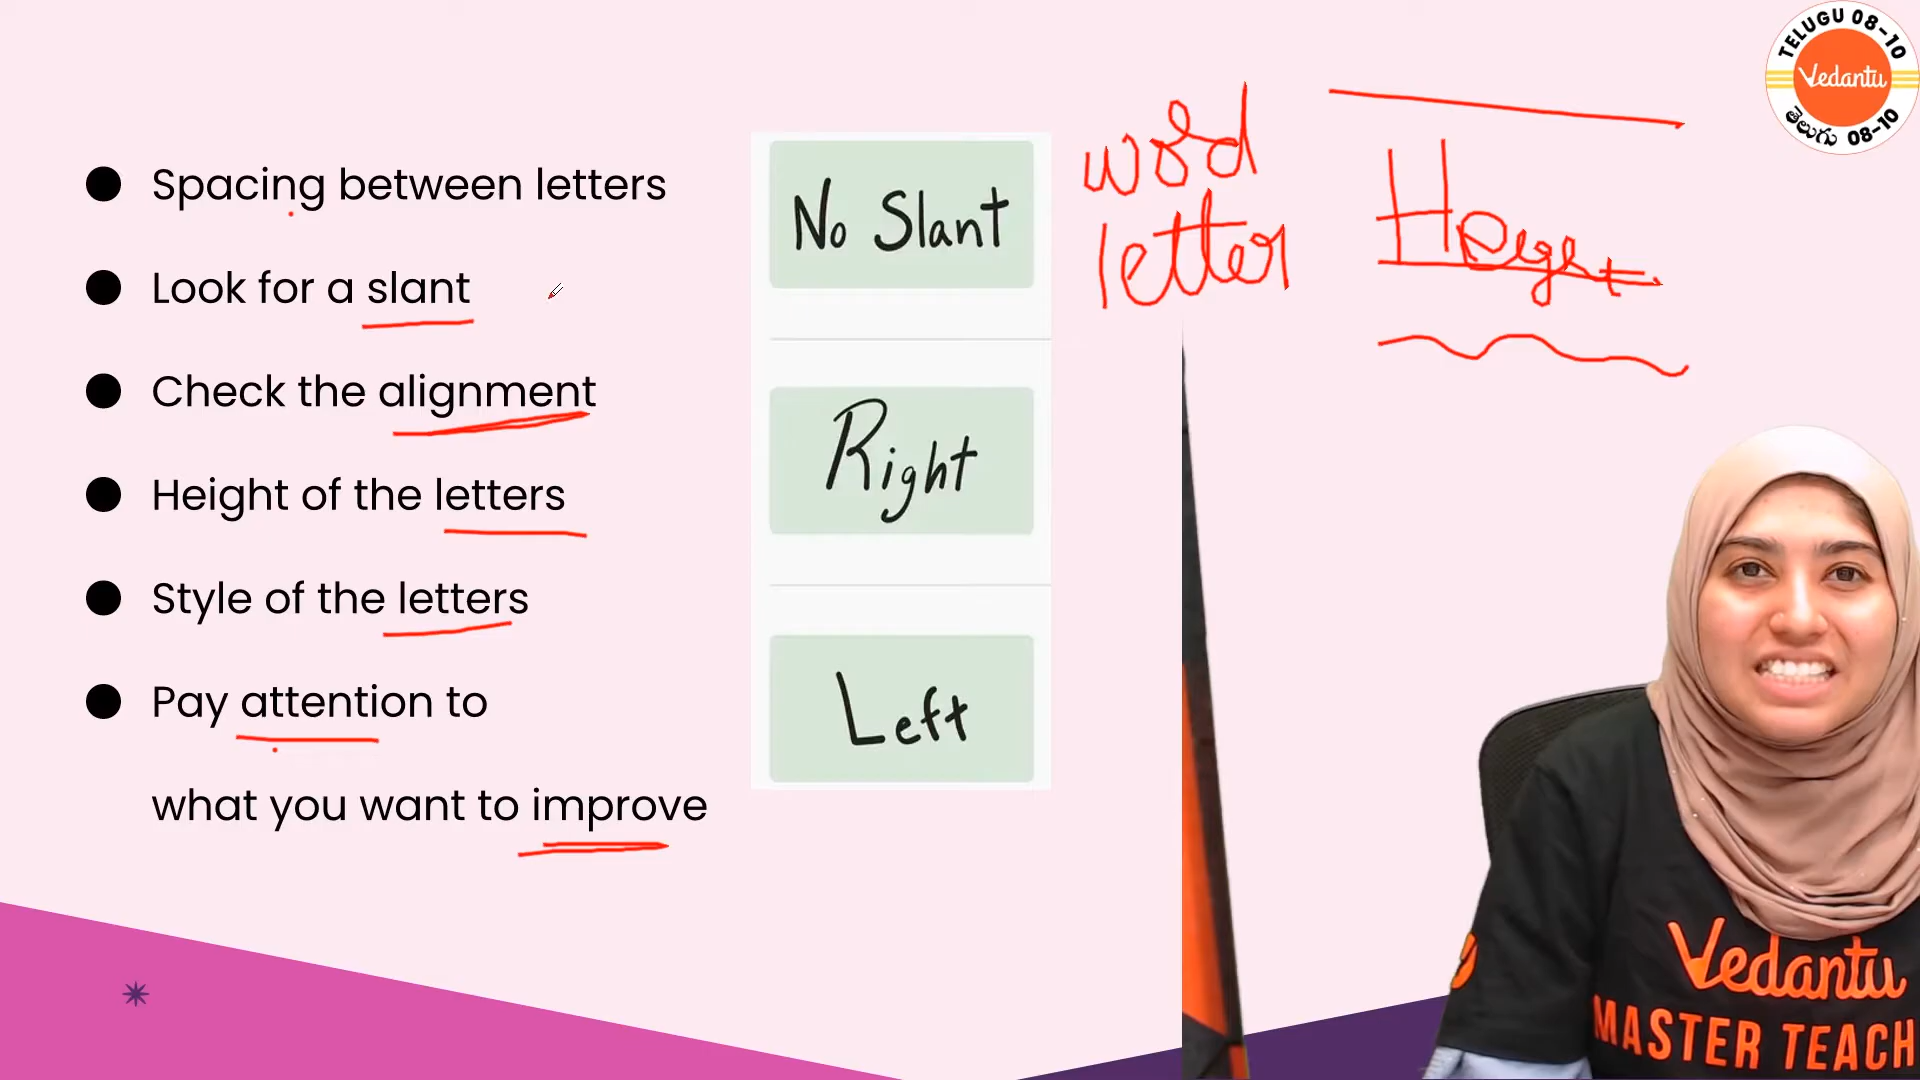 Spacing between letters
Look for a slant
Check the alignment
Height of the letters
Style of the letters
Pay attention to
what you want to improve
No Slant
Right
Left
word
letter
TELUGU 08-10
Vedantu
తెలుగు 08-10
Vedantu
MASTER TEACH